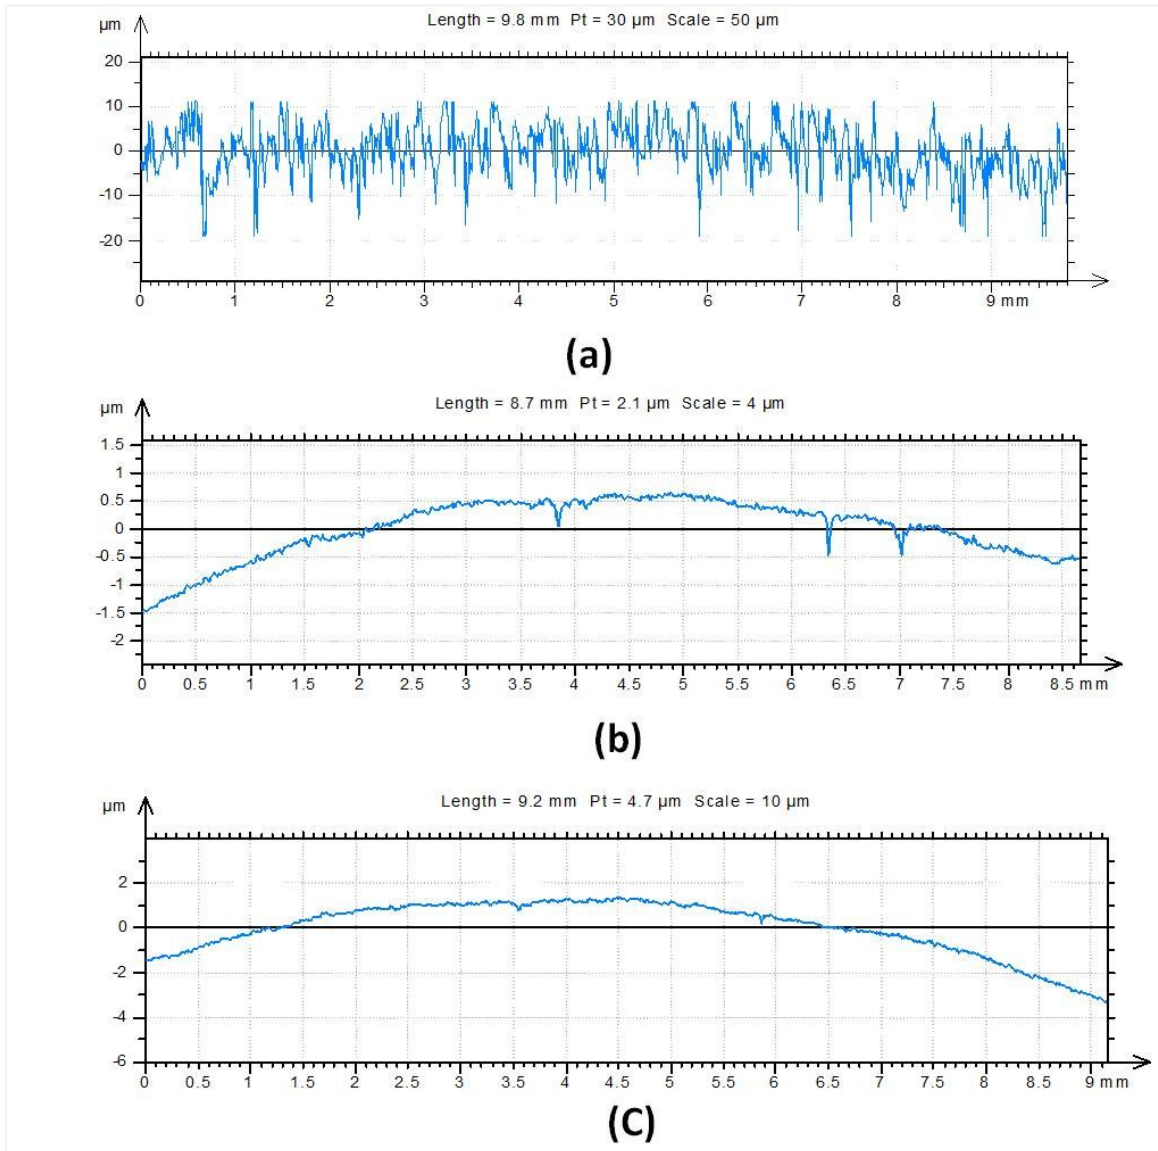 Length = 9.8 mm Pt = 30 µm Scale = 50 µm
µm
20
10
0
-10
-20
0 1 2 3 4 5 6 7 8 9 mm
(a)
Length = 8.7 mm Pt = 2.1 µm Scale = 4 µm
µm
1.5
1
0.5
0
-0.5
-1
-1.5
-2
0 0.5 1 1.5 2 2.5 3 3.5 4 4.5 5 5.5 6 6.5 7 7.5 8 8.5 mm
(b)
Length = 9.2 mm Pt = 4.7 µm Scale = 10 µm
µm
2
0
-2
-4
-6
0 0.5 1 1.5 2 2.5 3 3.5 4 4.5 5 5.5 6 6.5 7 7.5 8 8.5 9 mm
(C)